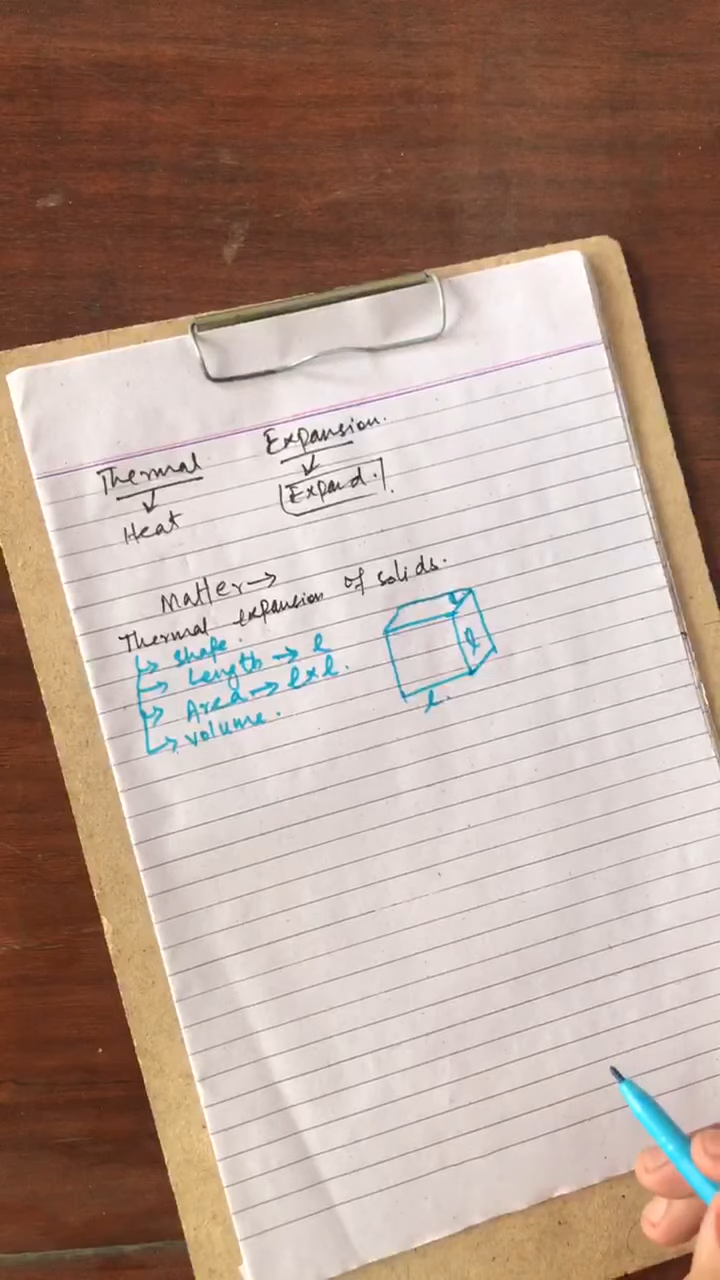 Thermal Expansion.
↓ ↓
Heat Expand.
Matter →
Thermal expansion of solids.
→ shape.
→ Length → l
→ Area → l×l.
→ volume.
l
l
l.